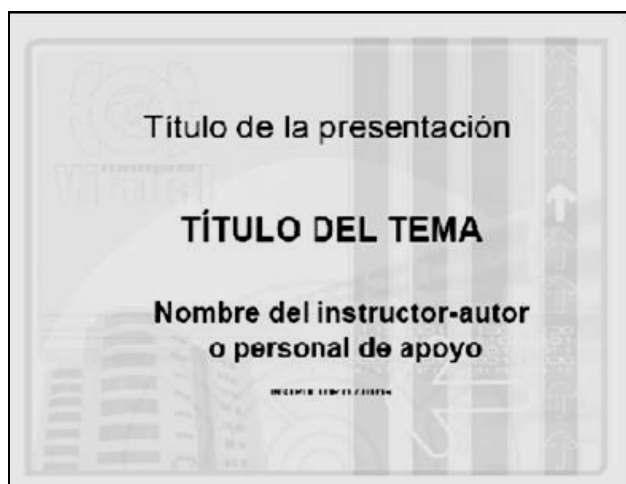 Título de la presentación
TÍTULO DEL TEMA
Nombre del instructor-autor
o personal de apoyo